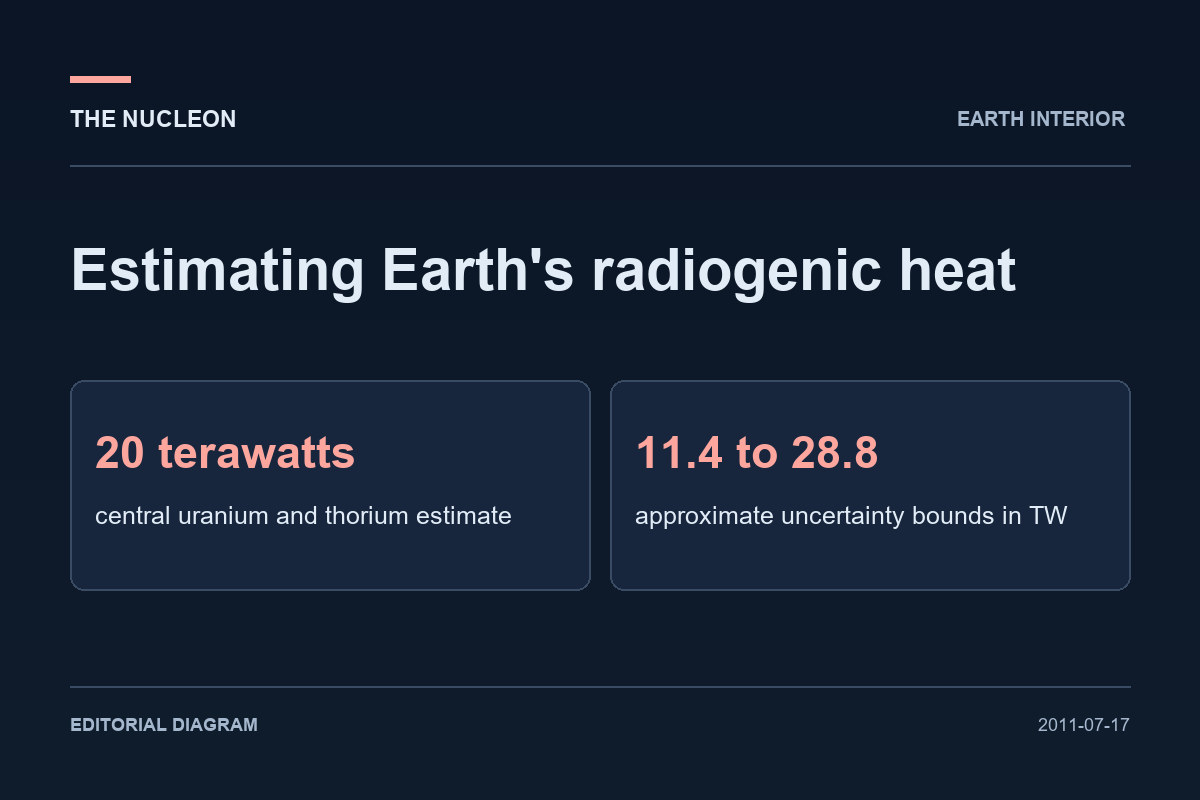 THE NUCLEON
EARTH INTERIOR
Estimating Earth's radiogenic heat
20 terawatts
central uranium and thorium estimate
11.4 to 28.8
approximate uncertainty bounds in TW
EDITORIAL DIAGRAM
2011-07-17